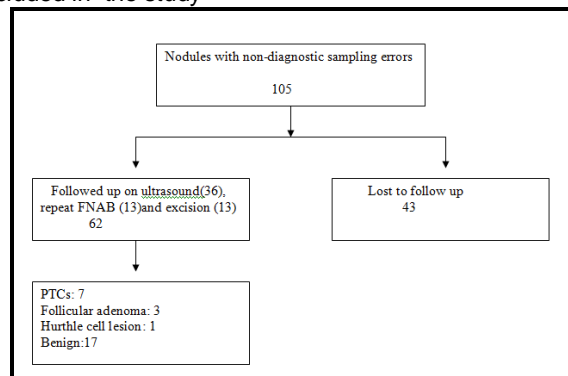 included in the study
Nodules with non-diagnostic sampling errors
105
Followed up on ultrasound(36),
repeat FNAB (13)and excision (13)
62
Lost to follow up
43
PTCs: 7
Follicular adenoma: 3
Hurthle cell lesion: 1
Benign:17